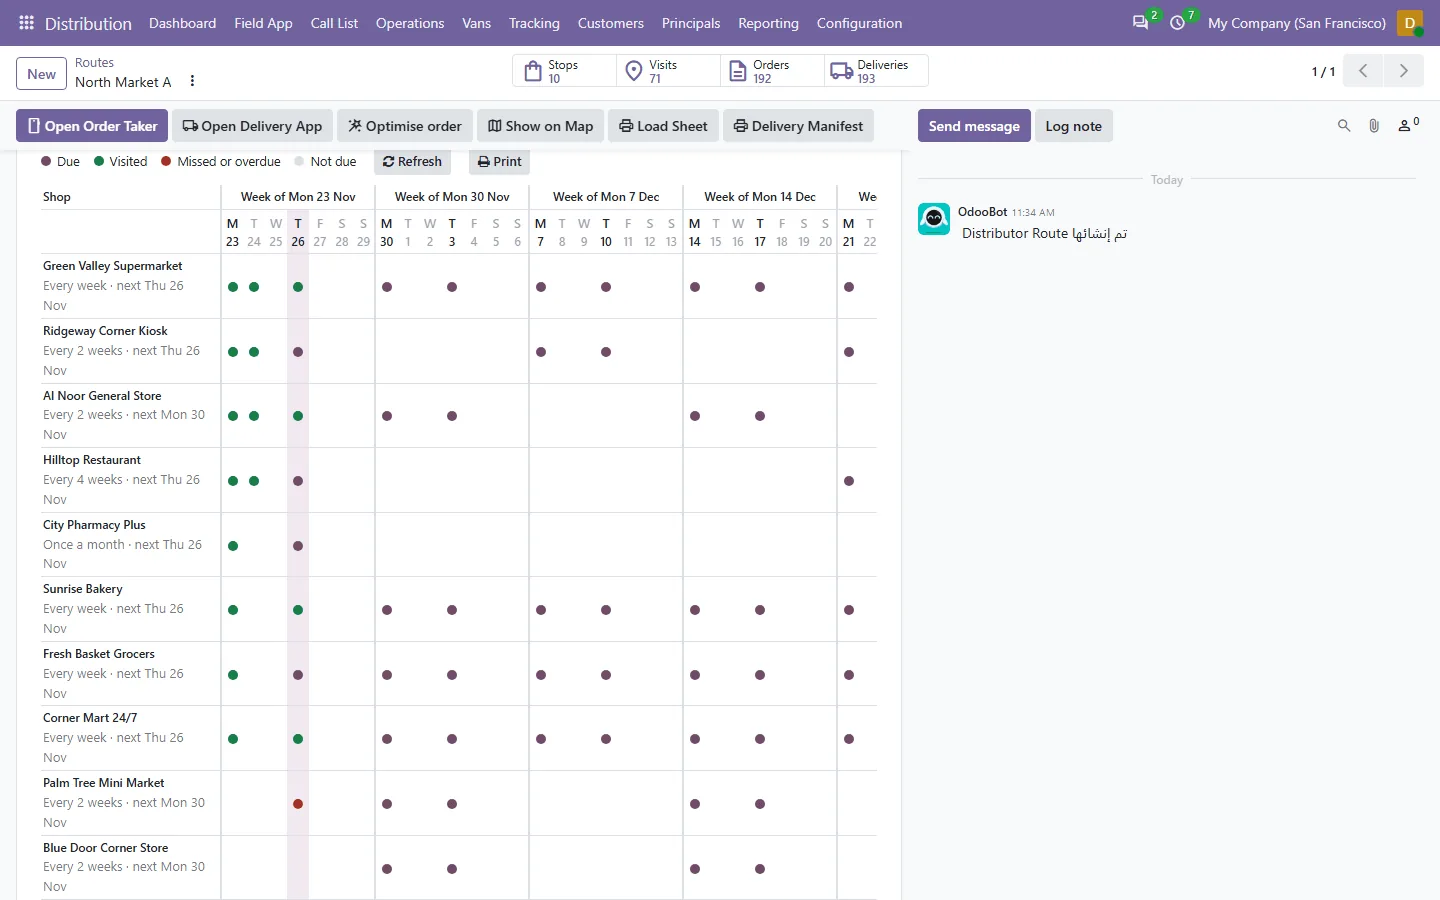 Distribution Dashboard Field App Call List Operations Vans Tracking Customers Principals Reporting Configuration 2 7 My Company (San Francisco) D
New
Routes
North Market A
Stops 10
Visits 71
Orders 192
Deliveries 193
1 / 1
Open Order Taker Open Delivery App Optimise order Show on Map Load Sheet Delivery Manifest
Send message Log note 0
Due Visited Missed or overdue Not due Refresh Print
Shop Week of Mon 23 Nov Week of Mon 30 Nov Week of Mon 7 Dec Week of Mon 14 Dec We
M T W T F S S M T W T F S S M T W T F S S M T W T F S S M T
23 24 25 26 27 28 29 30 1 2 3 4 5 6 7 8 9 10 11 12 13 14 15 16 17 18 19 20 21 22
Green Valley Supermarket
Every week · next Thu 26
Nov
Ridgeway Corner Kiosk
Every 2 weeks · next Thu 26
Nov
Al Noor General Store
Every 2 weeks · next Mon 30
Nov
Hilltop Restaurant
Every 4 weeks · next Thu 26
Nov
City Pharmacy Plus
Once a month · next Thu 26
Nov
Sunrise Bakery
Every week · next Thu 26
Nov
Fresh Basket Grocers
Every week · next Thu 26
Nov
Corner Mart 24/7
Every week · next Thu 26
Nov
Palm Tree Mini Market
Every 2 weeks · next Mon 30
Nov
Blue Door Corner Store
Every 2 weeks · next Mon 30
Nov
Today
OdooBot 11:34 AM
Distributor Route تم إنشائها